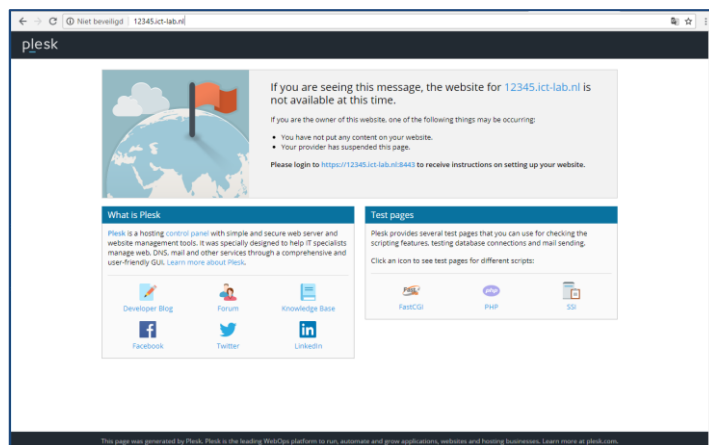 Niet beveiligd | 12345.ict-lab.nl
plesk
If you are seeing this message, the website for 12345.ict-lab.nl is
not available at this time.
If you are the owner of this website, one of the following things may be occurring:
• You have not put any content on your website.
• Your provider has suspended this page.
Please login to https://12345.ict-lab.nl:8443 to receive instructions on setting up your website.
What is Plesk
Plesk is a hosting control panel with simple and secure web server and
website management tools. It was specially designed to help IT specialists
manage web, DNS, mail and other services through a comprehensive and
user-friendly GUI. Learn more about Plesk.
Developer Blog
Forum
Knowledge Base
Facebook
Twitter
LinkedIn
Test pages
Plesk provides several test pages that you can use for checking the
scripting features, testing database connections and mail sending.
Click an icon to see test pages for different scripts:
FastCGI
php
PHP
SSI
This page was generated by Plesk. Plesk is the leading WebOps platform to run, automate and grow applications, websites and hosting businesses. Learn more at plesk.com.